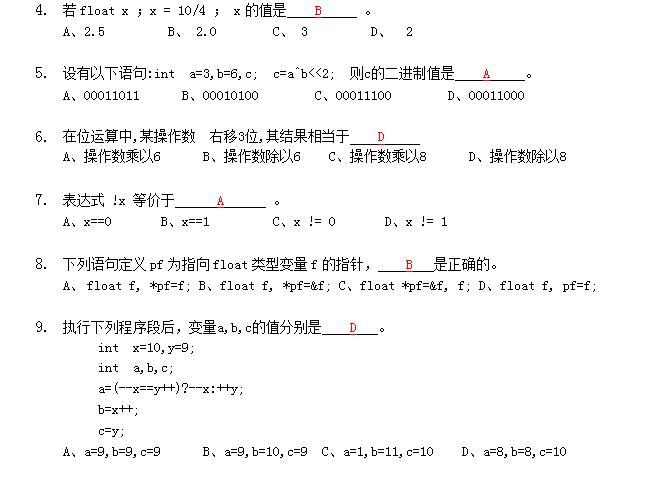 4. 若float x ; x = 10/4 ; x 的值是 B 。
A、2.5 B、 2.0 C、 3 D、 2
5. 设有以下语句:int a=3,b=6,c; c=a^b<<2; 则c的二进制值是 A 。
A、00011011 B、00010100 C、00011100 D、00011000
6. 在位运算中,某操作数 右移3位,其结果相当于 D
A、操作数乘以6 B、操作数除以6 C、操作数乘以8 D、操作数除以8
7. 表达式 !x 等价于 A 。
A、x==0 B、x==1 C、x != 0 D、x != 1
8. 下列语句定义 pf 为指向float 类型变量 f 的指针, B 是正确的。
A、 float f, *pf=f; B、float f, *pf=&f; C、float *pf=&f, f; D、float f, pf=f;
9. 执行下列程序段后，变量a,b,c的值分别是 D 。
int x=10,y=9;
int a,b,c;
a=(--x==y++)?--x:++y;
b=x++;
c=y;
A、a=9,b=9,c=9 B、a=9,b=10,c=9 C、a=1,b=11,c=10 D、a=8,b=8,c=10